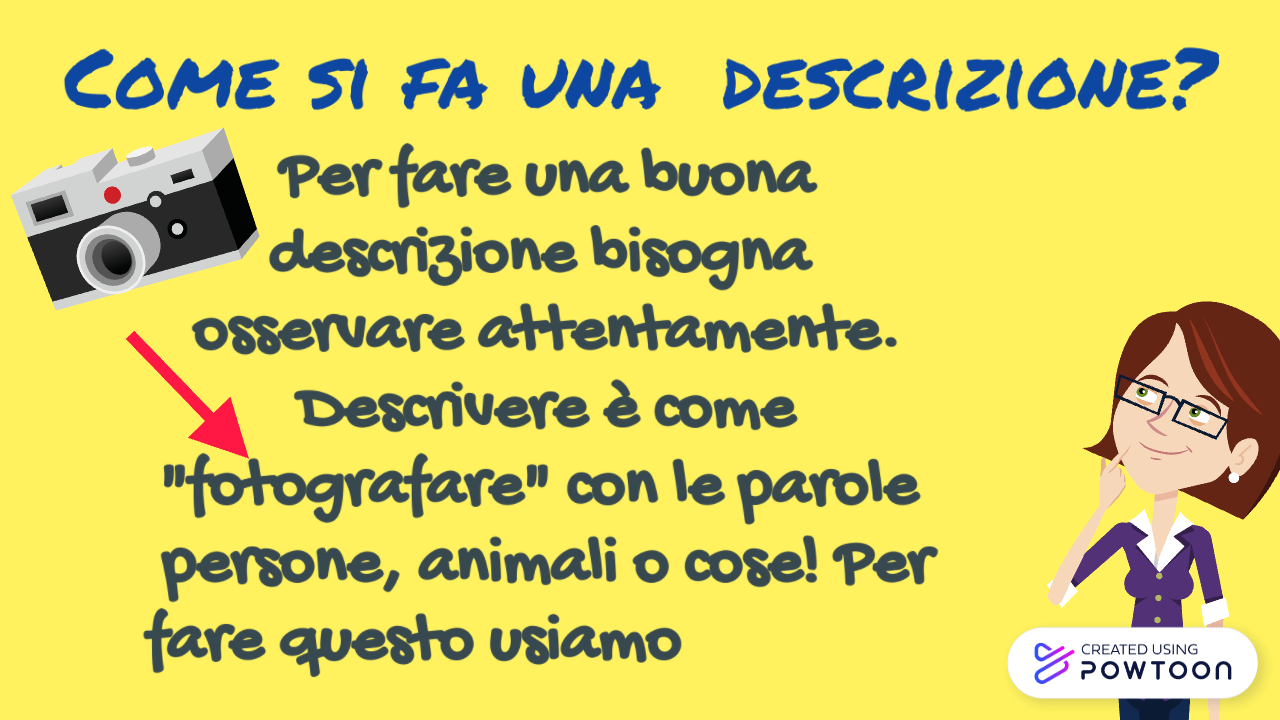 Come si fa una descrizione?
Per fare una buona
descrizione bisogna
osservare attentamente.
Descrivere è come
"fotografare" con le parole
persone, animali o cose! Per
fare questo usiamo
CREATED USING
POWTOON